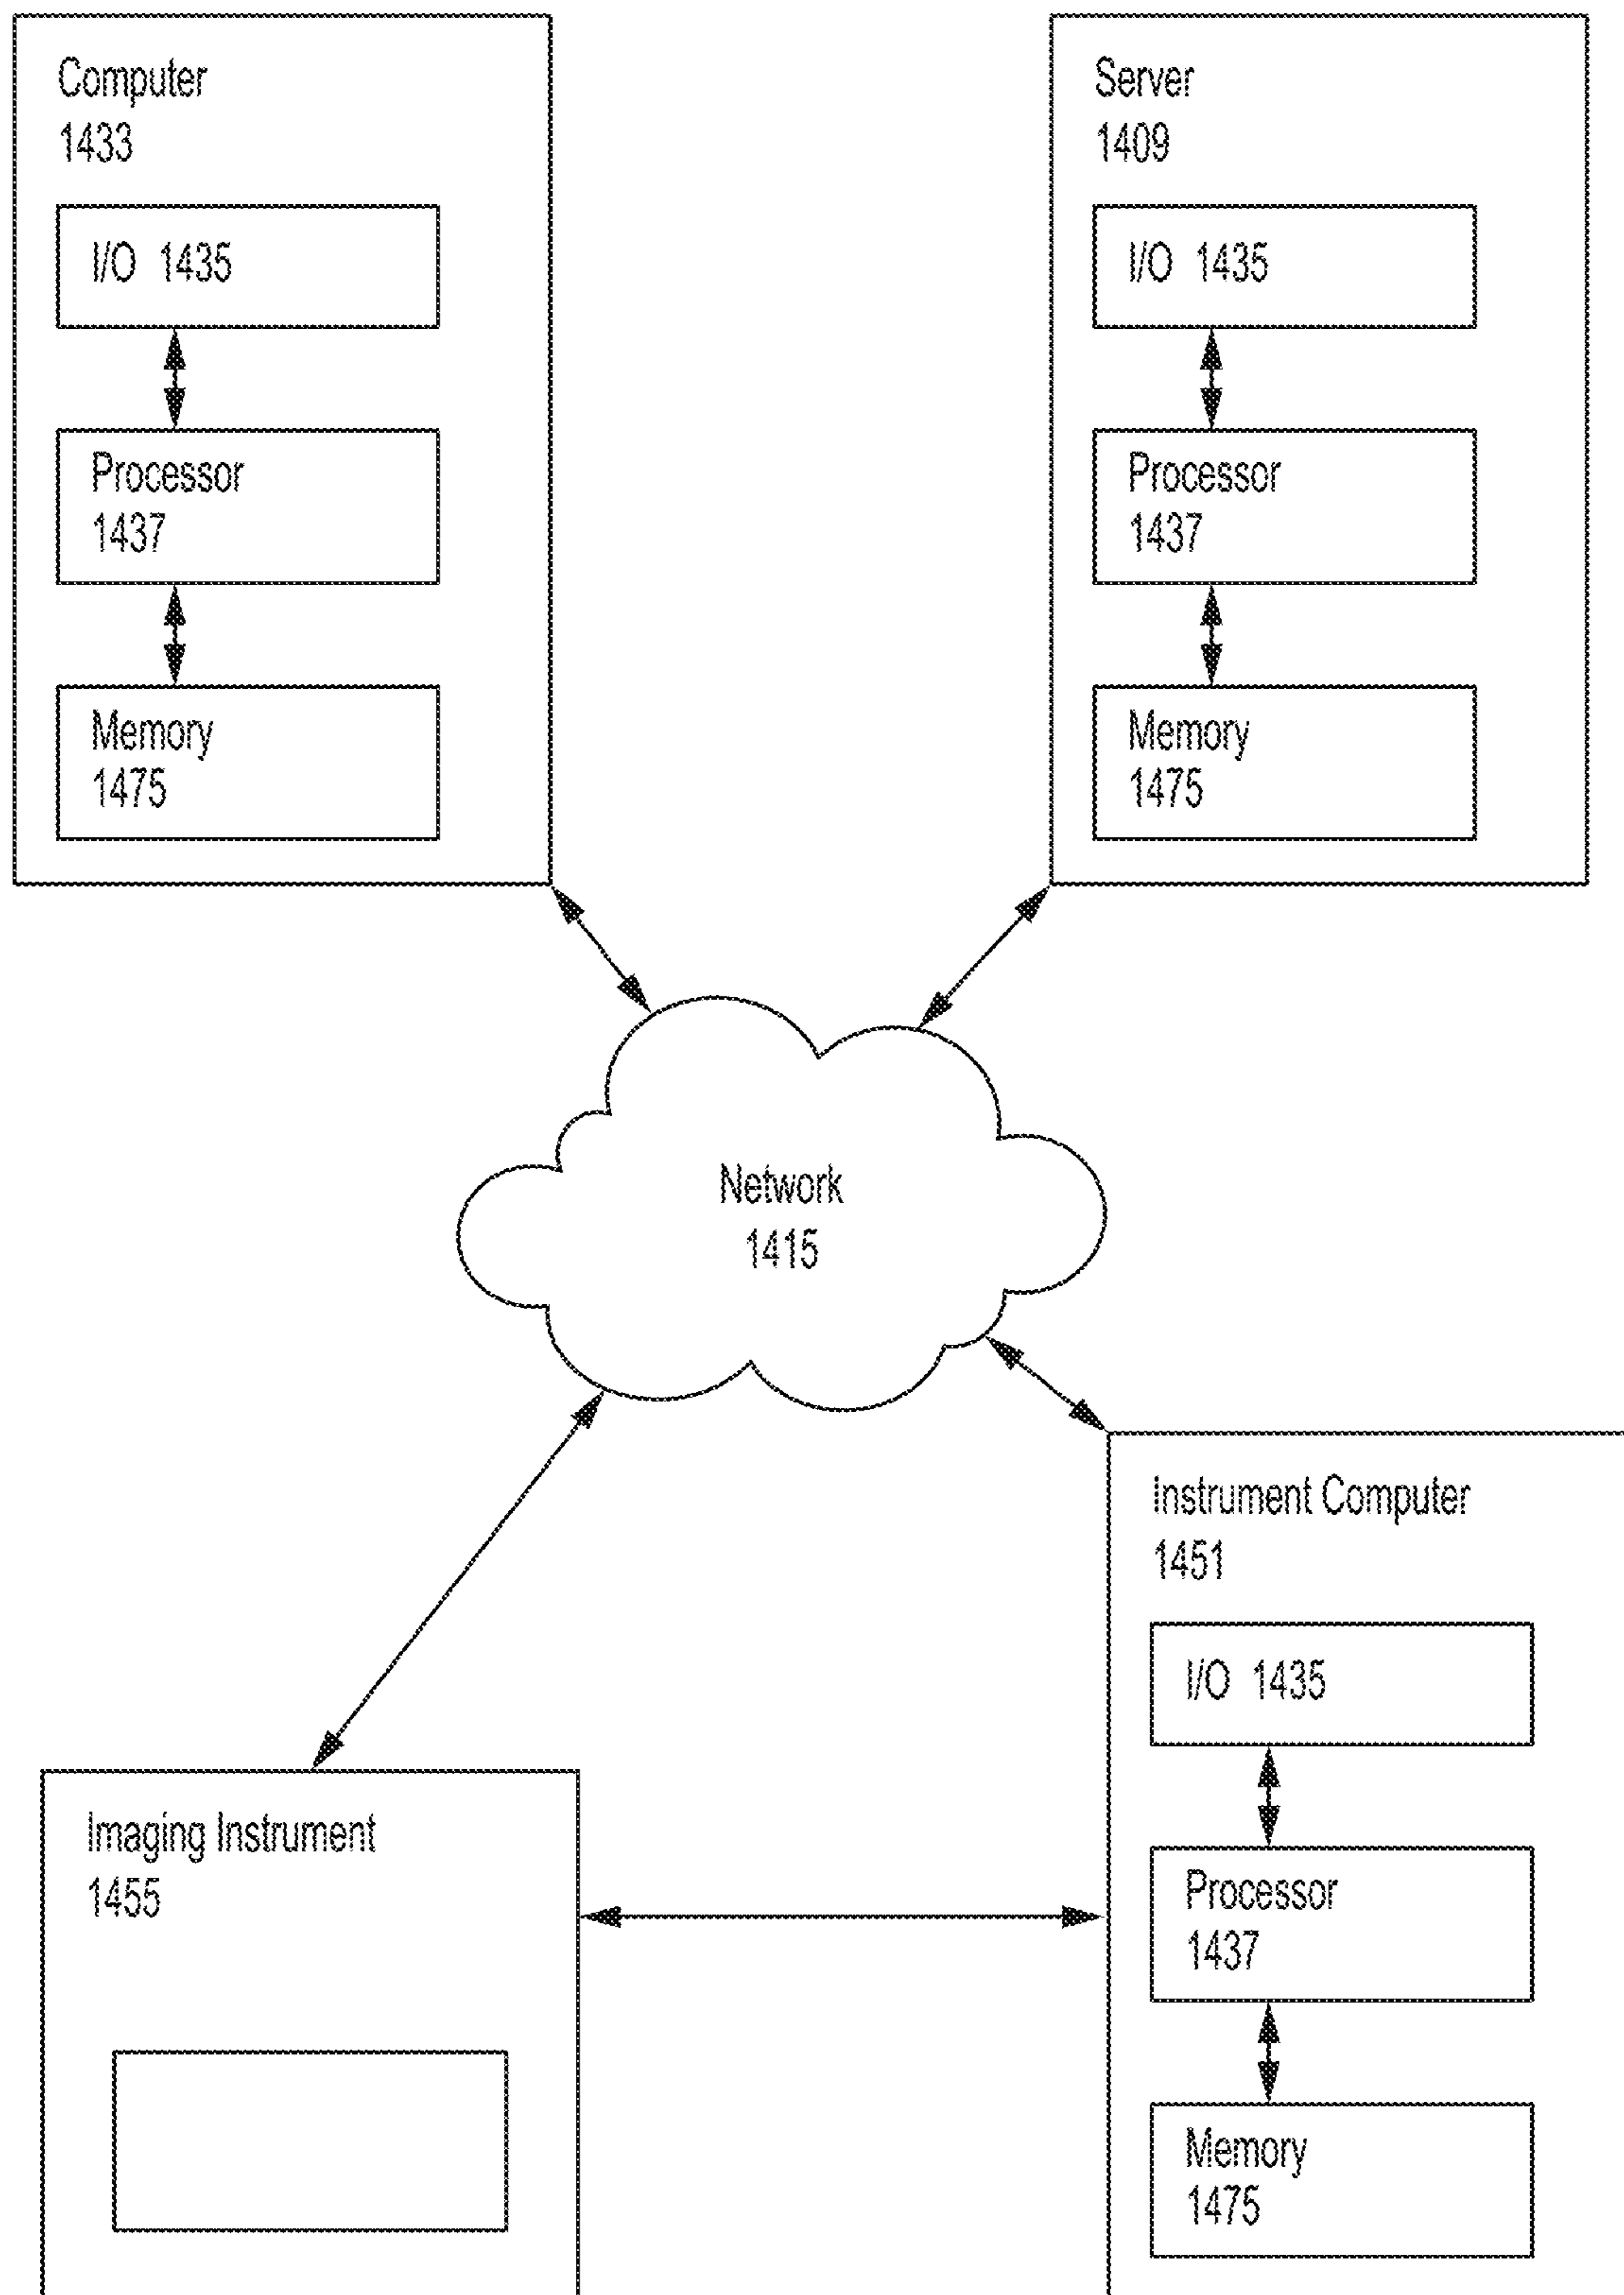 Computer
1433
I/O 1435
Processor
1437
Memory
1475
Server
1409
I/O 1435
Processor
1437
Memory
1475
Network
1415
Instrument Computer
1451
I/O 1435
Processor
1437
Memory
1475
Imaging Instrument
1455